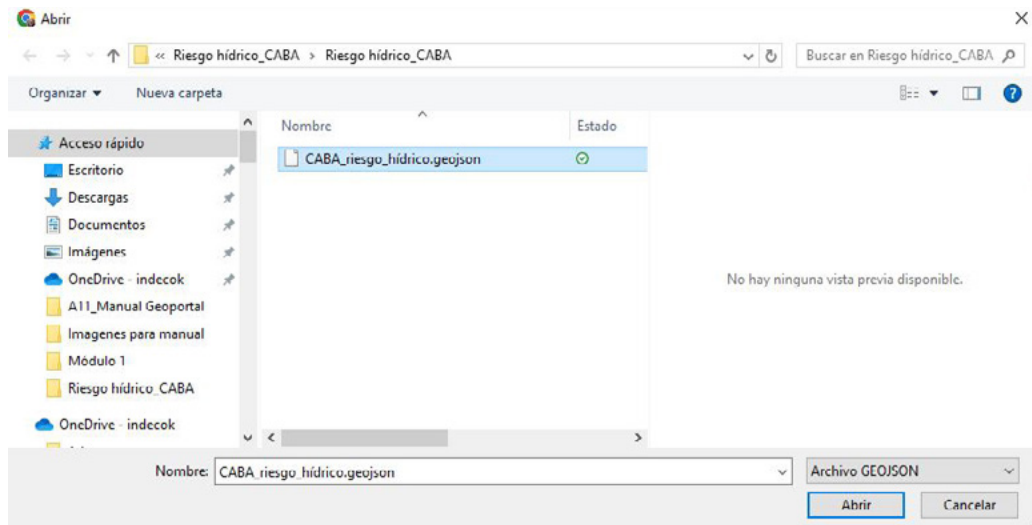 Abrir
« Riesgo hídrico_CABA › Riesgo hídrico_CABA
Buscar en Riesgo hídrico_CABA
Organizar
Nueva carpeta
?
Nombre
Estado
Acceso rápido
CABA_riesgo_hídrico.geojson
Escritorio
Descargas
Documentos
Imágenes
OneDrive - indecok
A11_Manual Geoportal
Imagenes para manual
Módulo 1
Riesgo hídrico_CABA
OneDrive - indecok
No hay ninguna vista previa disponible.
Nombre: CABA_riesgo_hídrico.geojson
Archivo GEOJSON
Abrir
Cancelar